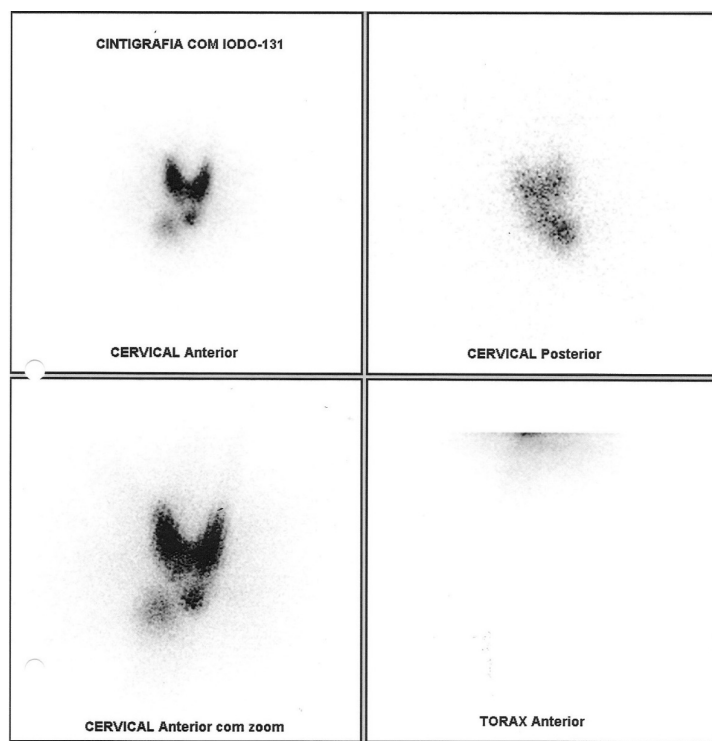 CINTIGRAFIA COM IODO-131
CERVICAL Anterior
CERVICAL Posterior
CERVICAL Anterior com zoom
TORAX Anterior